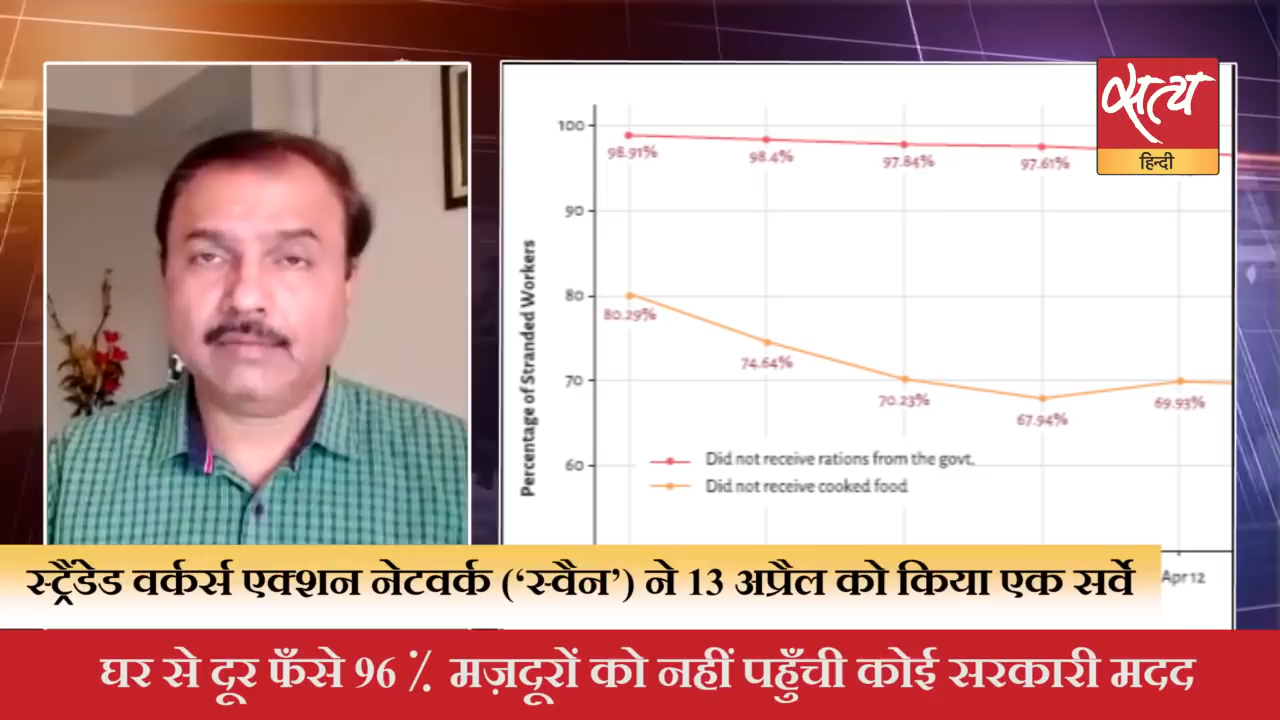 सत्य
हिन्दी
Percentage of Stranded Workers
100
90
80
70
60
98.91%
98.4%
97.84%
97.61%
80.29%
74.64%
70.23%
67.94%
69.93%
Did not receive rations from the govt.
Did not receive cooked food
Apr 12
स्ट्रैंडेड वर्कर्स एक्शन नेटवर्क (‘स्वैन’) ने 13 अप्रैल को किया एक सर्वे
घर से दूर फँसे 96 % मज़दूरों को नहीं पहुँची कोई सरकारी मदद